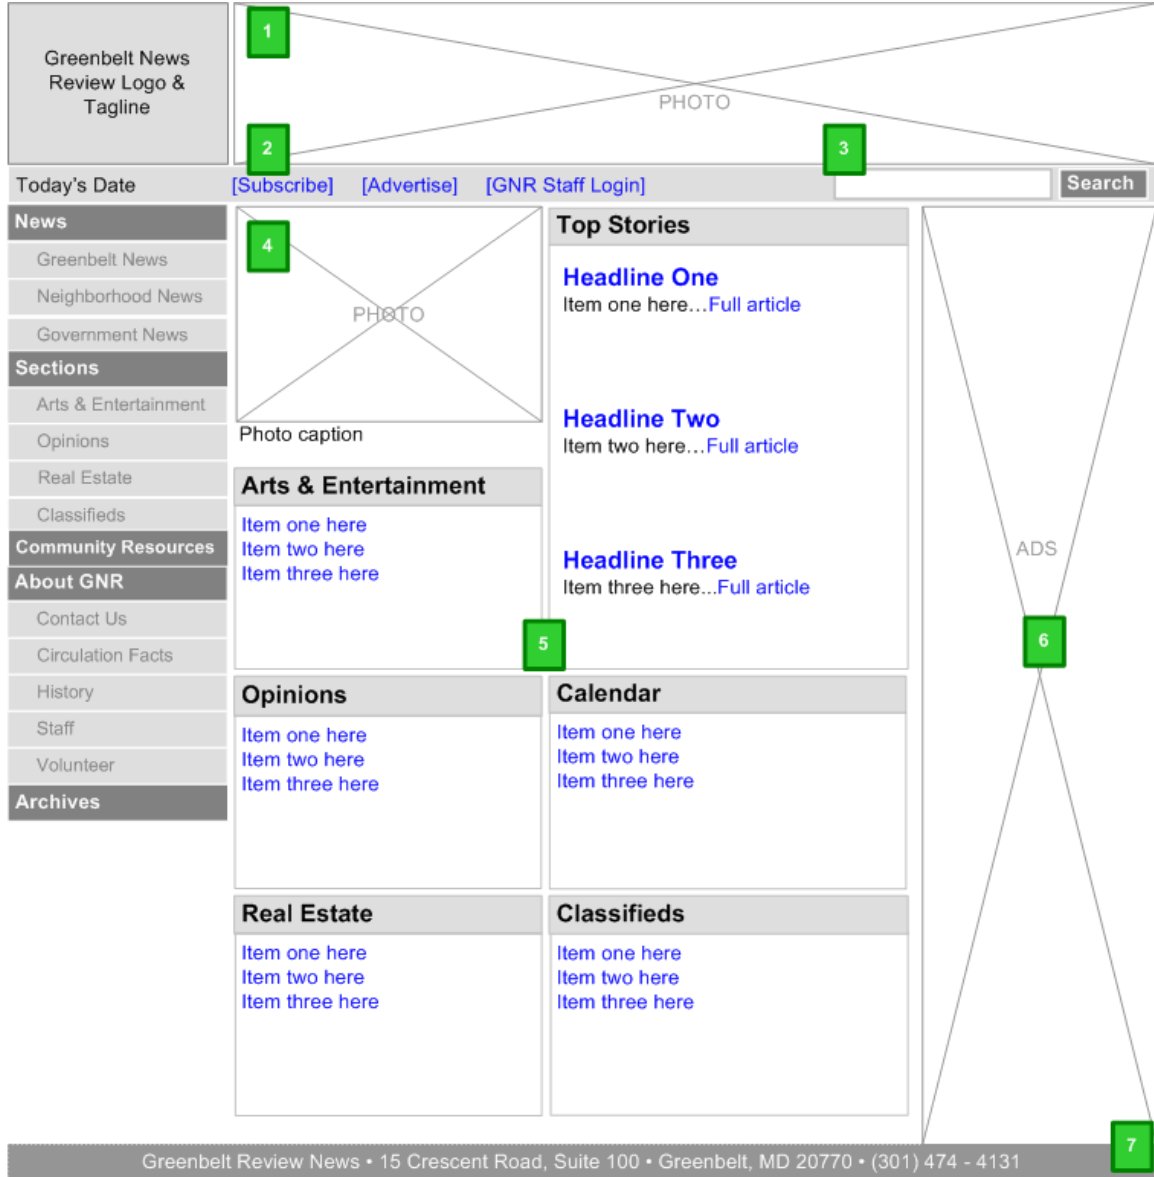 Greenbelt News
Review Logo &
Tagline
1
PHOTO
2
3
Today's Date
[Subscribe]
[Advertise]
[GNR Staff Login]
Search
News
Greenbelt News
Neighborhood News
Government News
Sections
Arts & Entertainment
Opinions
Real Estate
Classifieds
Community Resources
About GNR
Contact Us
Circulation Facts
History
Staff
Volunteer
Archives
4
PHOTO
Photo caption
Top Stories
Headline One
Item one here...Full article
Headline Two
Item two here...Full article
Headline Three
Item three here...Full article
Arts & Entertainment
Item one here
Item two here
Item three here
5
Opinions
Item one here
Item two here
Item three here
Calendar
Item one here
Item two here
Item three here
Real Estate
Item one here
Item two here
Item three here
Classifieds
Item one here
Item two here
Item three here
ADS
6
7
Greenbelt Review News • 15 Crescent Road, Suite 100 • Greenbelt, MD 20770 • (301) 474 - 4131